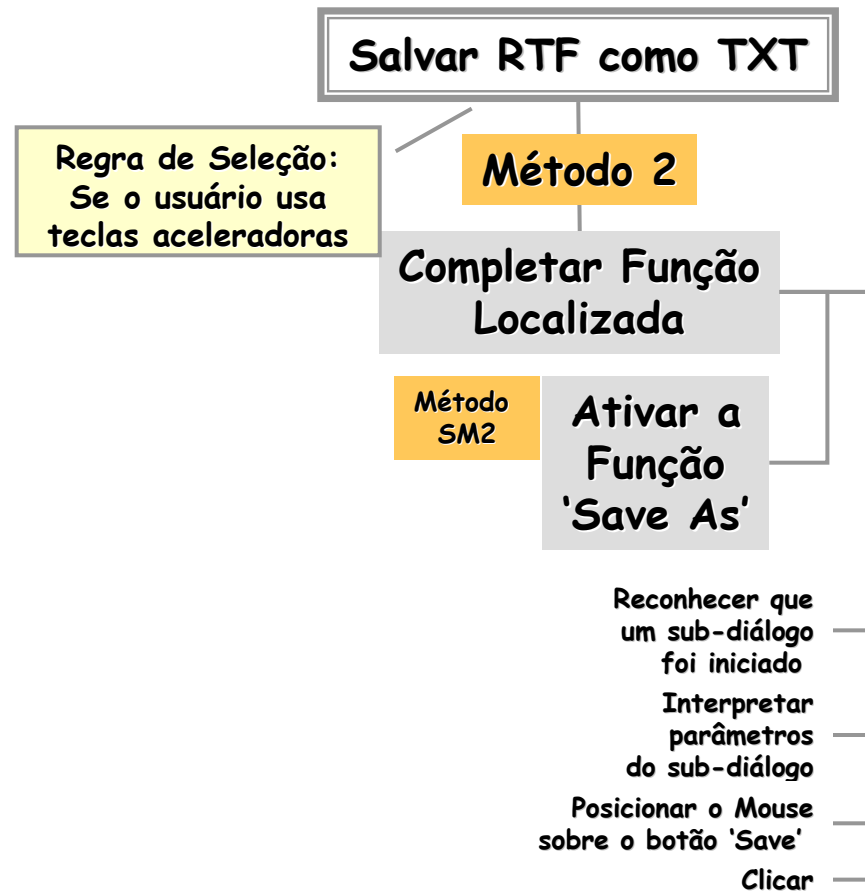 Salvar RTF como TXT
Regra de Seleção:
Se o usuário usa
teclas aceleradoras
Método 2
Completar Função
Localizada
Método
SM2
Ativar a
Função
‘Save As’
Reconhecer que
um sub-diálogo
foi iniciado
Interpretar
parâmetros
do sub-diálogo
Posicionar o Mouse
sobre o botão ‘Save’
Clicar